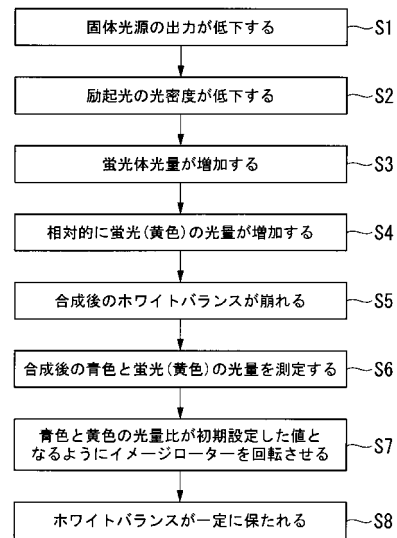 固体光源の出力が低下する S1
励起光の光密度が低下する S2
蛍光体光量が増加する S3
相対的に蛍光(黄色)の光量が増加する S4
合成後のホワイトバランスが崩れる S5
合成後の青色と蛍光(黄色)の光量を測定する S6
青色と黄色の光量比が初期設定した値と
なるようにイメージローターを回転させる S7
ホワイトバランスが一定に保たれる S8